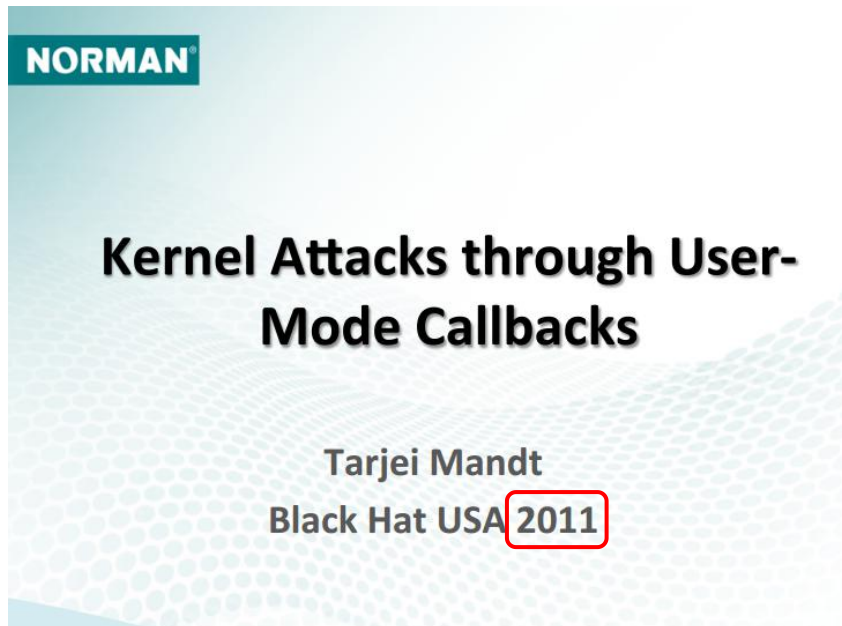 NORMAN®
Kernel Attacks through User-
Mode Callbacks
Tarjei Mandt
Black Hat USA 2011